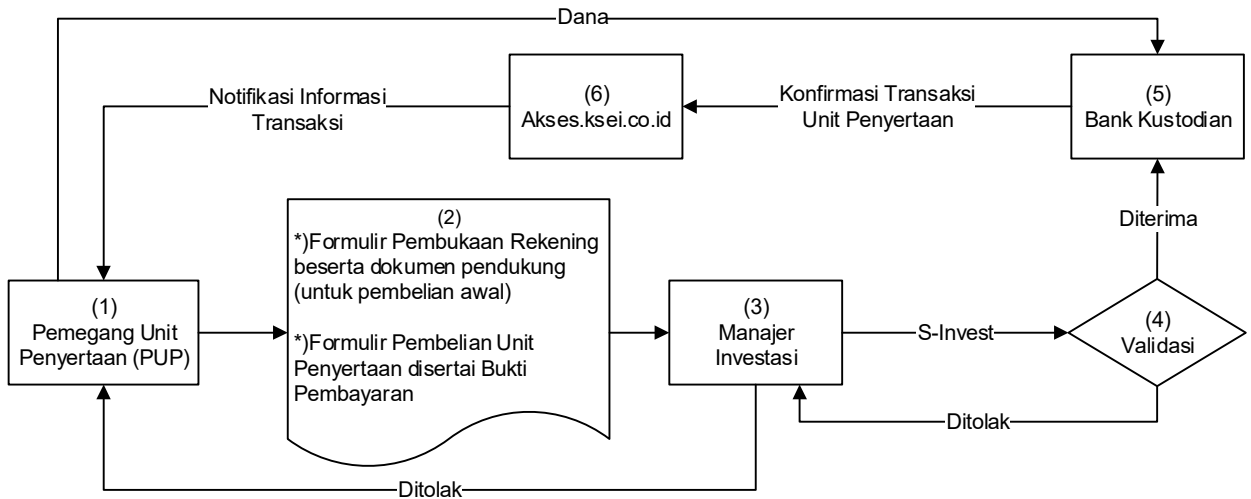 Dana
(6)
Akses.ksei.co.id
(5)
Bank Kustodian
Notifikasi Informasi
Transaksi
Konfirmasi Transaksi
Unit Penyertaan
Diterima
(1)
Pemegang Unit
Penyertaan (PUP)
(2)
*)Formulir Pembukaan Rekening
beserta dokumen pendukung
(untuk pembelian awal)
*)Formulir Pembelian Unit
Penyertaan disertai Bukti
Pembayaran
(3)
Manajer
Investasi
S-Invest
(4)
Validasi
Ditolak
Ditolak